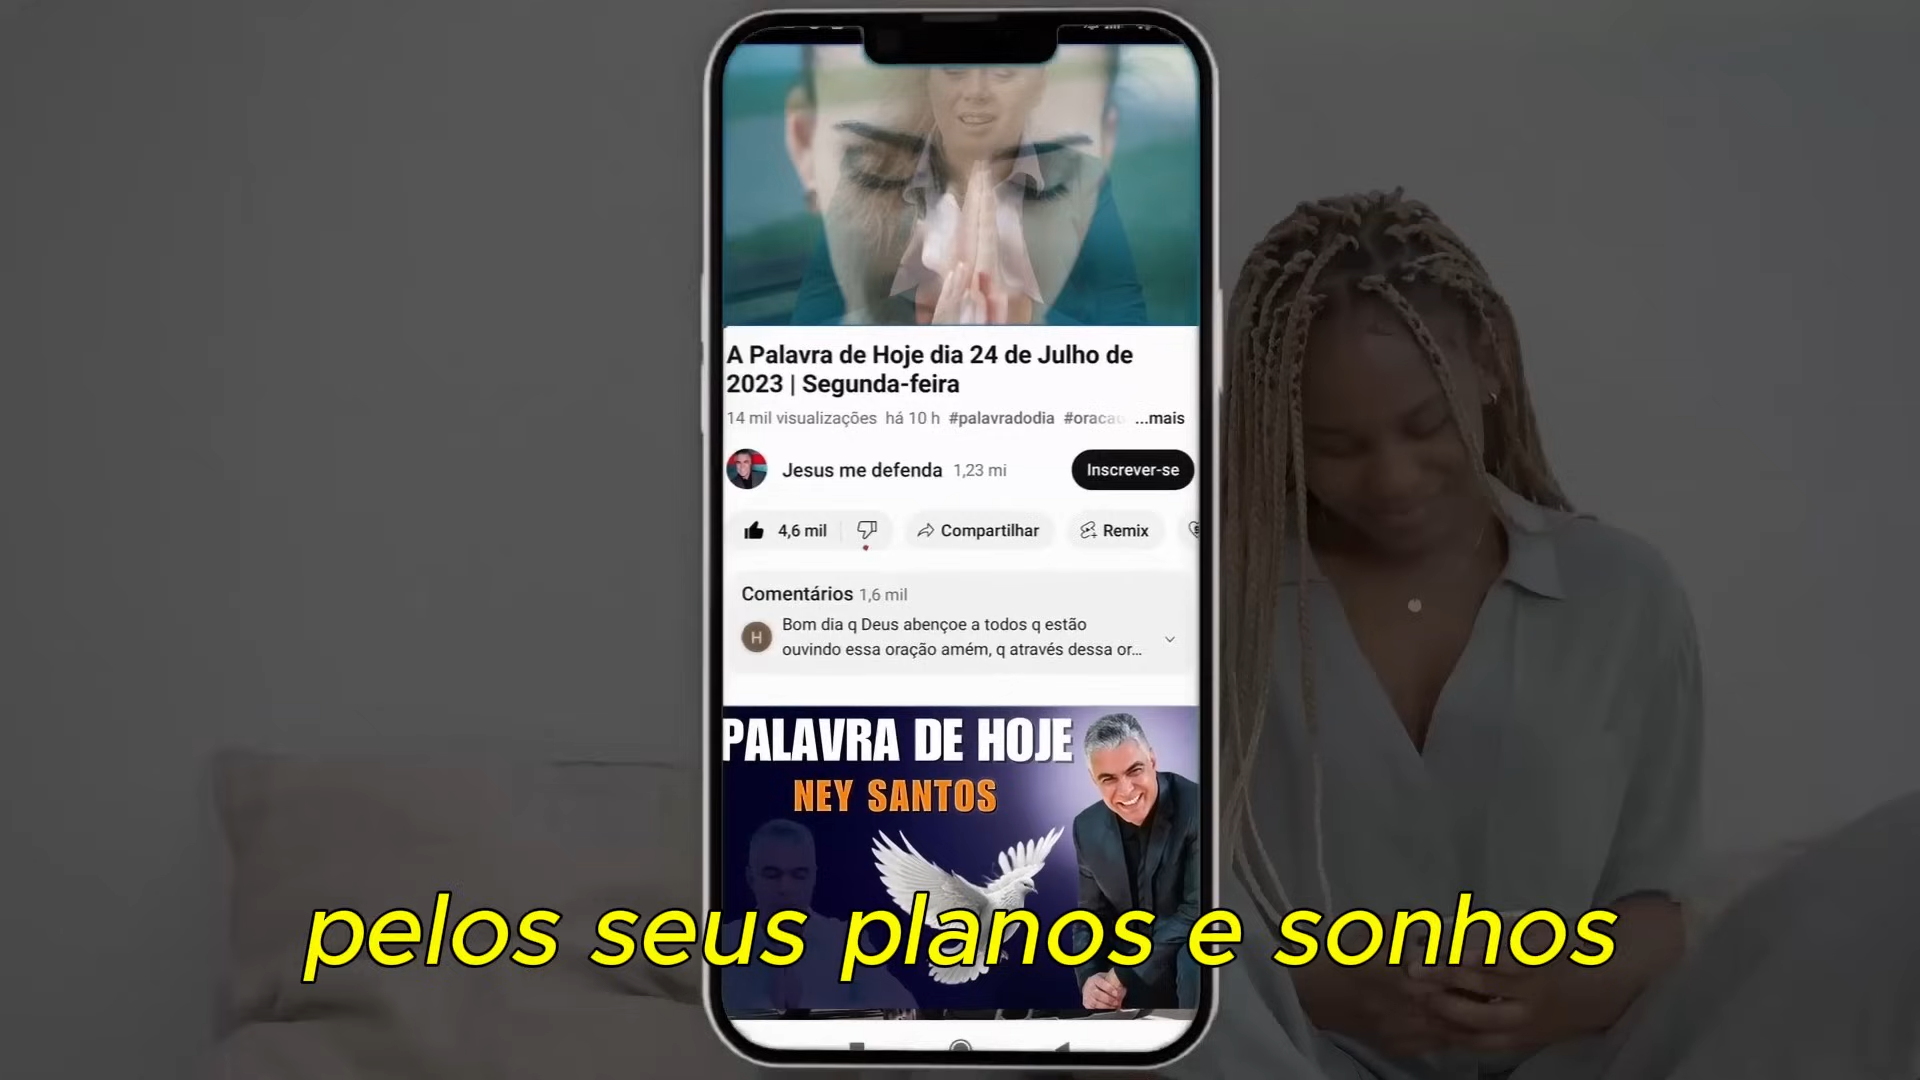 A Palavra de Hoje dia 24 de Julho de
2023 | Segunda-feira
14 mil visualizações há 10 h #palavradodia #oracao ...mais
Jesus me defenda 1,23 mi Inscrever-se
4,6 mil Compartilhar Remix
Comentários 1,6 mil
H
Bom dia q Deus abençoe a todos q estão
ouvindo essa oração amém, q através dessa or...
PALAVRA DE HOJE
NEY SANTOS
pelos seus planos e sonhos